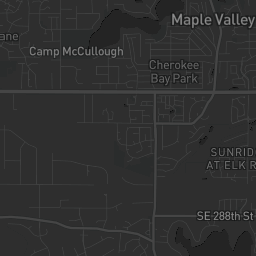 Maple Valley
ane
Camp McCullough
Cherokee
Bay Park
SUNRID
AT ELK R
SE 288th St